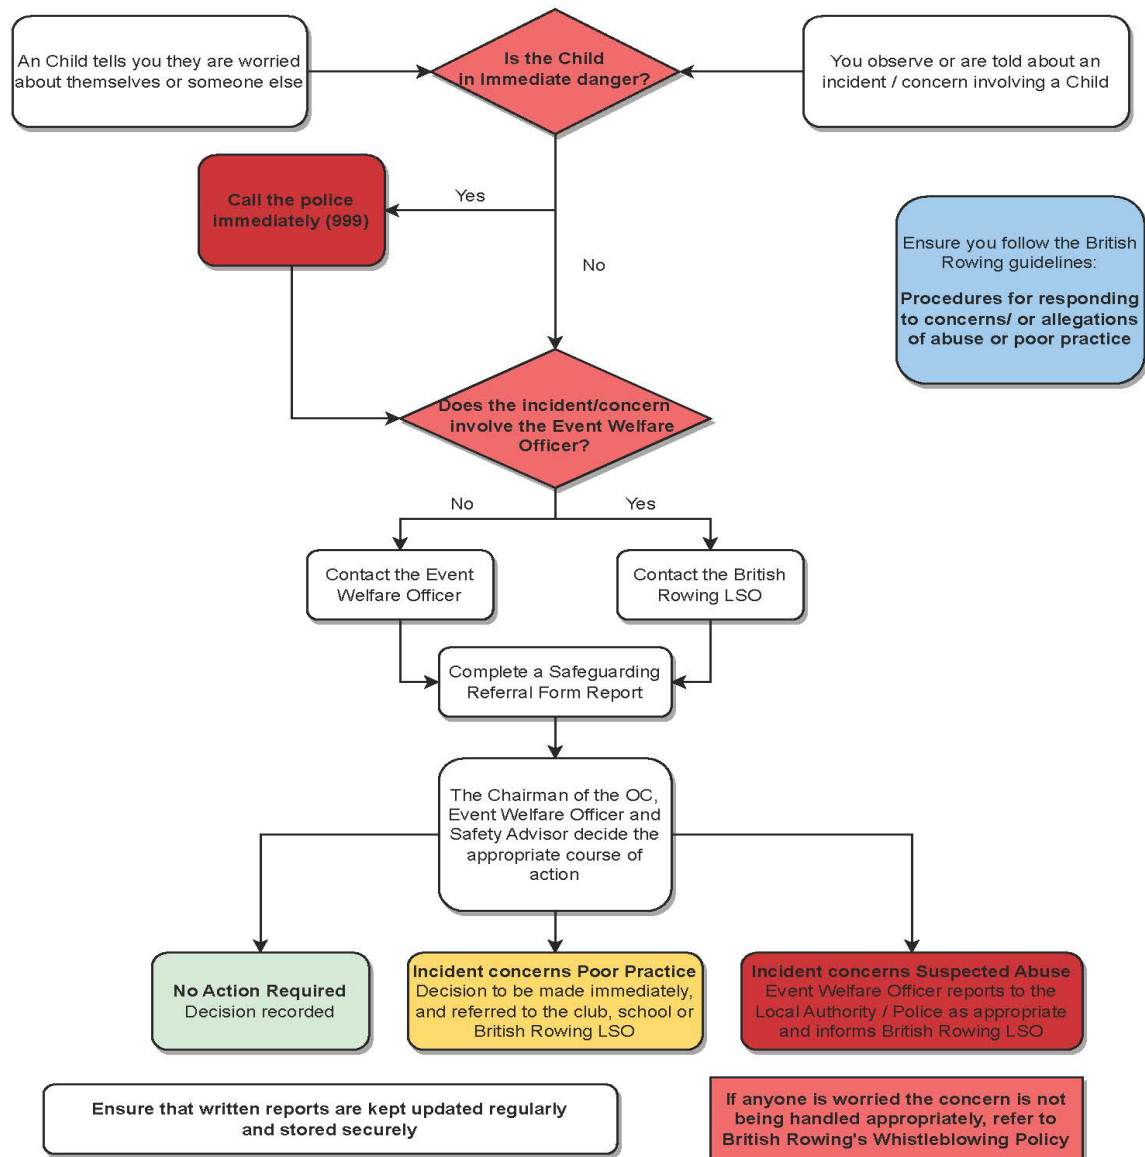 An Child tells you they are worried
about themselves or someone else
Is the Child
in Immediate danger?
You observe or are told about an
incident / concern involving a Child
Call the police
immediately (999)
Yes
No
Ensure you follow the British
Rowing guidelines:
Procedures for responding
to concerns/ or allegations
of abuse or poor practice
Does the incident/concern
involve the Event Welfare
Officer?
No
Yes
Contact the Event
Welfare Officer
Contact the British
Rowing LSO
Complete a Safeguarding
Referral Form Report
The Chairman of the OC,
Event Welfare Officer and
Safety Advisor decide the
appropriate course of
action
No Action Required
Decision recorded
Incident concerns Poor Practice
Decision to be made immediately,
and referred to the club, school or
British Rowing LSO
Incident concerns Suspected Abuse
Event Welfare Officer reports to the
Local Authority / Police as appropriate
and informs British Rowing LSO
Ensure that written reports are kept updated regularly
and stored securely
If anyone is worried the concern is not
being handled appropriately, refer to
British Rowing's Whistleblowing Policy